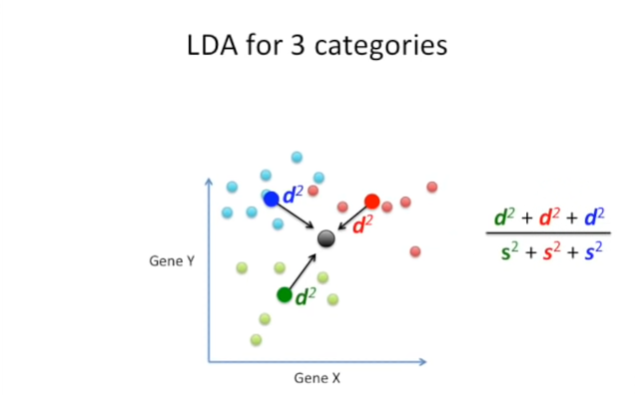 LDA for 3 categories
d²
d²
d² + d² + d²
s² + s² + s²
Gene Y
d²
Gene X